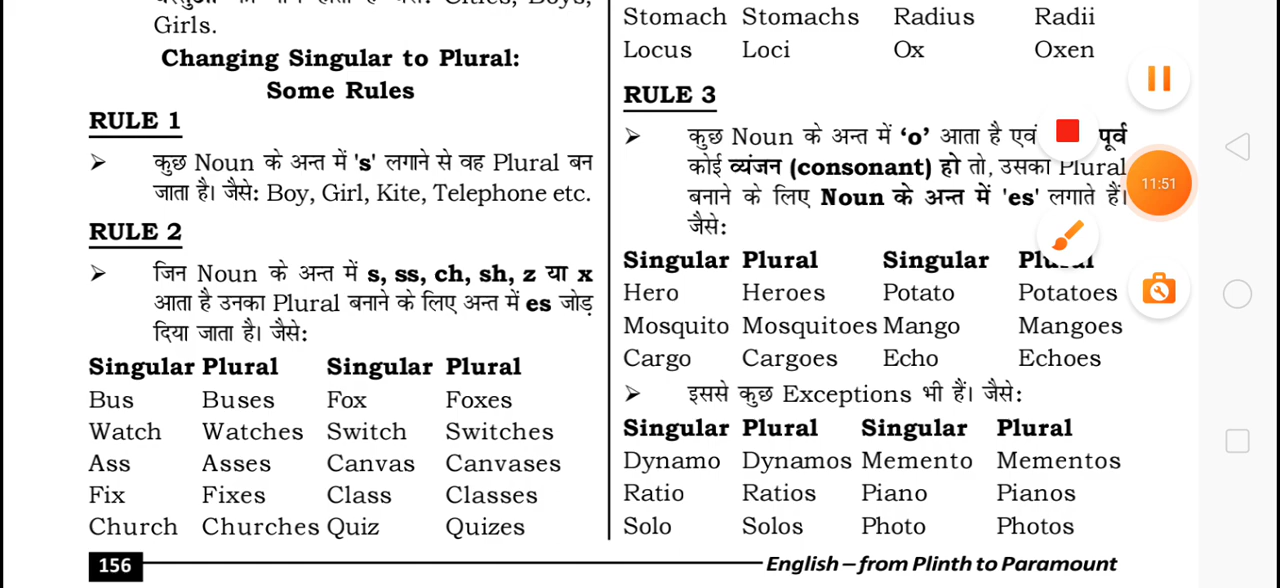 वस्तुओं का नाम होता है जैसे: Cities, Boys,
Girls.
Changing Singular to Plural:
Some Rules
RULE 1
➢ कुछ Noun के अन्त में 's' लगाने से वह Plural बन
जाता है। जैसे: Boy, Girl, Kite, Telephone etc.
RULE 2
➢ जिन Noun के अन्त में s, ss, ch, sh, z या x
आता है उनका Plural बनाने के लिए अन्त में es जोड़
दिया जाता है। जैसे:
Singular Plural Singular Plural
Bus Buses Fox Foxes
Watch Watches Switch Switches
Ass Asses Canvas Canvases
Fix Fixes Class Classes
Church Churches Quiz Quizes
Stomach Stomachs Radius Radii
Locus Loci Ox Oxen
RULE 3
➢ कुछ Noun के अन्त में ‘o’ आता है एवं पूर्व
कोई व्यंजन (consonant) हो तो, उसका Plural
बनाने के लिए Noun के अन्त में 'es' लगाते हैं।
जैसे:
Singular Plural Singular Plural
Hero Heroes Potato Potatoes
Mosquito Mosquitoes Mango Mangoes
Cargo Cargoes Echo Echoes
➢ इससे कुछ Exceptions भी हैं। जैसे:
Singular Plural Singular Plural
Dynamo Dynamos Memento Mementos
Ratio Ratios Piano Pianos
Solo Solos Photo Photos
156
English – from Plinth to Paramount
11:51